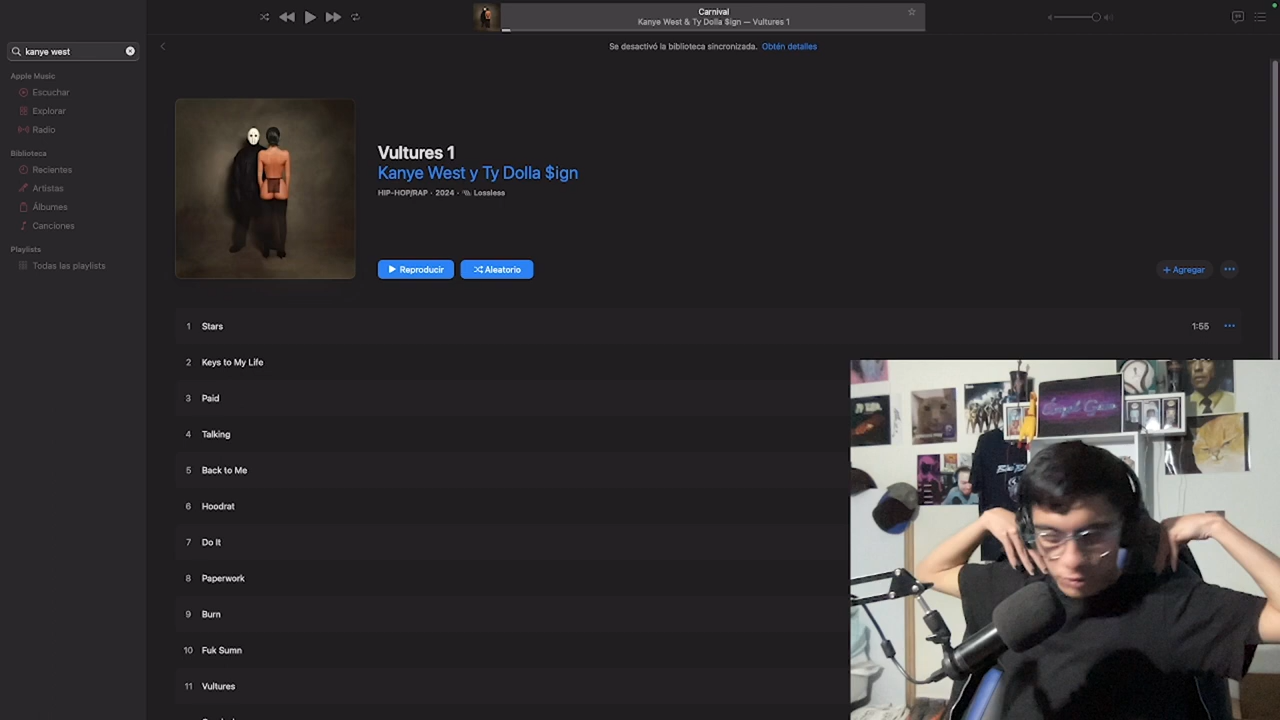 Carnival
Kanye West & Ty Dolla $ign — Vultures 1
kanye west
Se desactivó la biblioteca sincronizada. Obtén detalles
Apple Music
Escuchar
Explorar
Radio
Biblioteca
Recientes
Artistas
Álbumes
Canciones
Playlists
Todas las playlists
Vultures 1
Kanye West y Ty Dolla $ign
HIP-HOP/RAP · 2024 · Lossless
Reproducir
Aleatorio
+ Agregar
1 Stars 1:55
2 Keys to My Life
3 Paid
4 Talking
5 Back to Me
6 Hoodrat
7 Do It
8 Paperwork
9 Burn
10 Fuk Sumn
11 Vultures